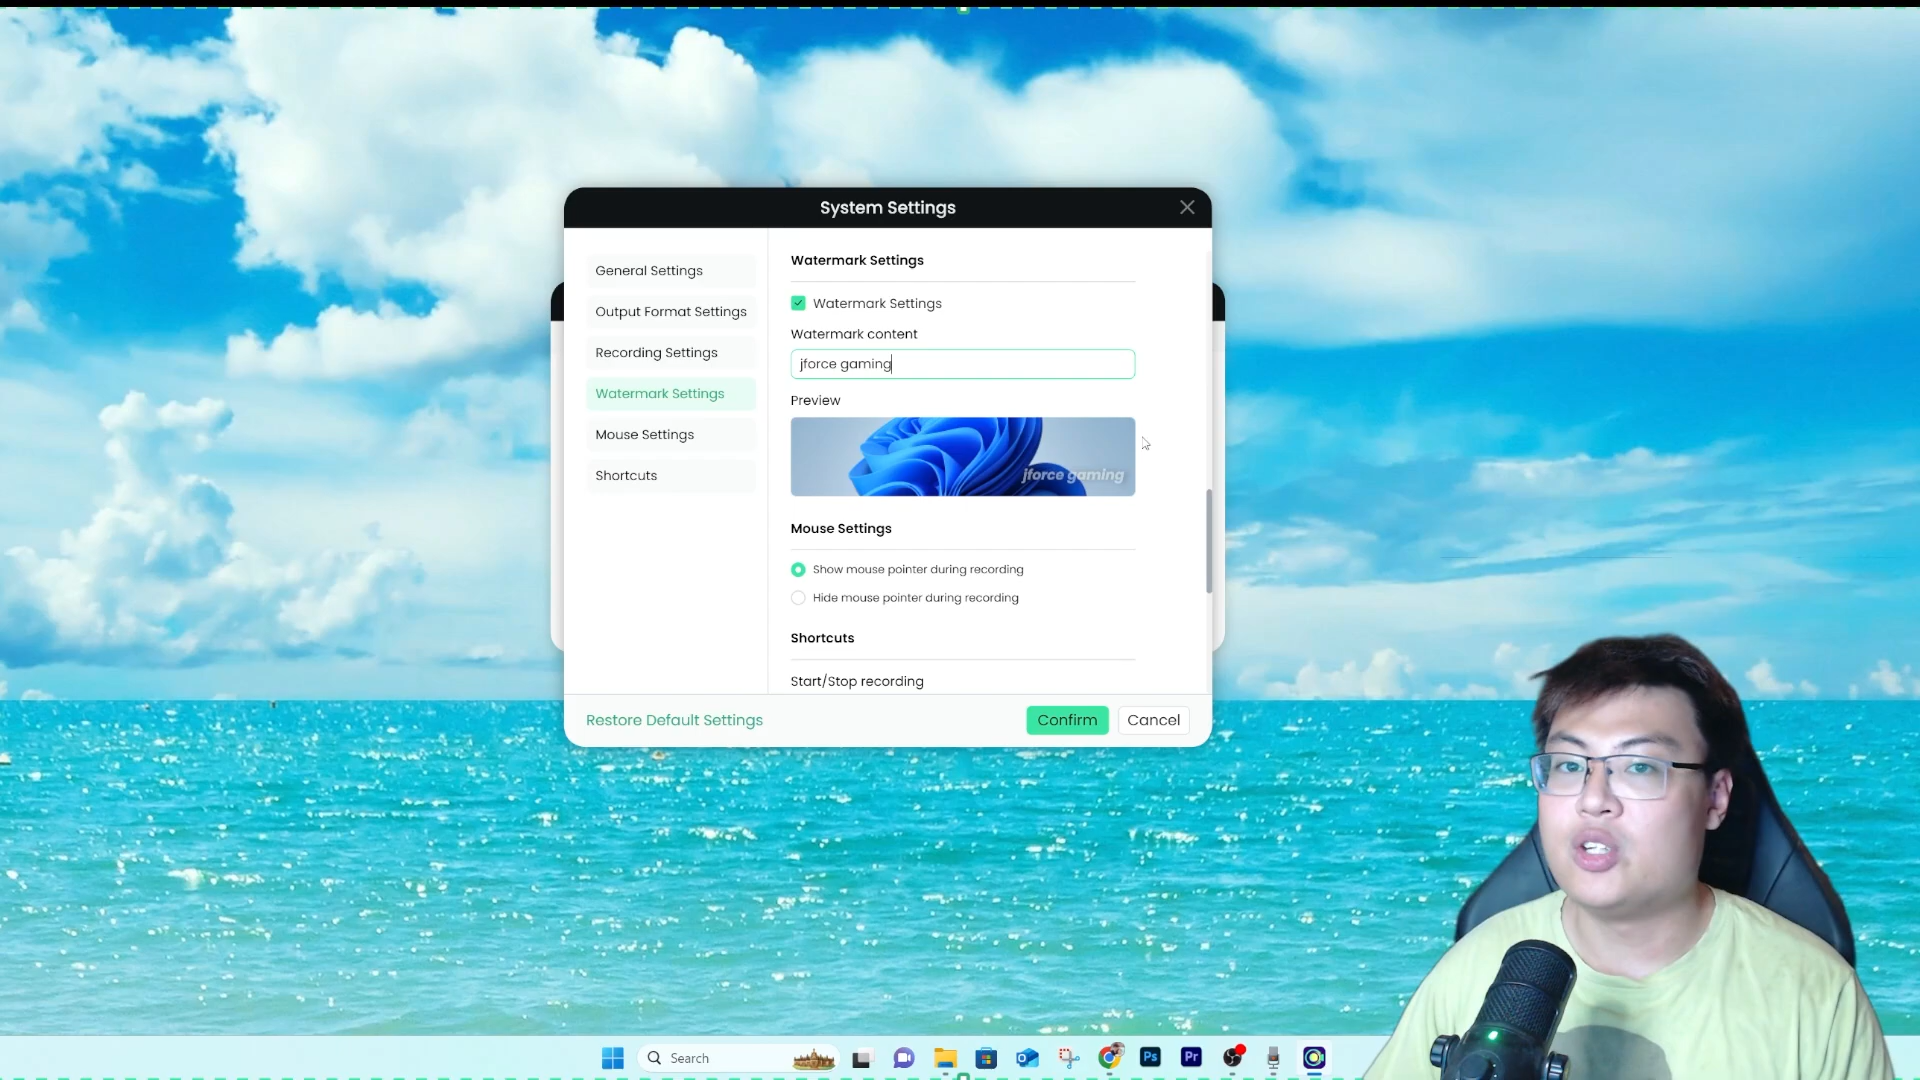 System Settings
General Settings
Output Format Settings
Recording Settings
Watermark Settings
Mouse Settings
Shortcuts
Watermark Settings
Watermark Settings
Watermark content
jforce gaming
Preview
jforce gaming
Mouse Settings
Show mouse pointer during recording
Hide mouse pointer during recording
Shortcuts
Start/Stop recording
Restore Default Settings
Confirm
Cancel
Search
Ps
Pr